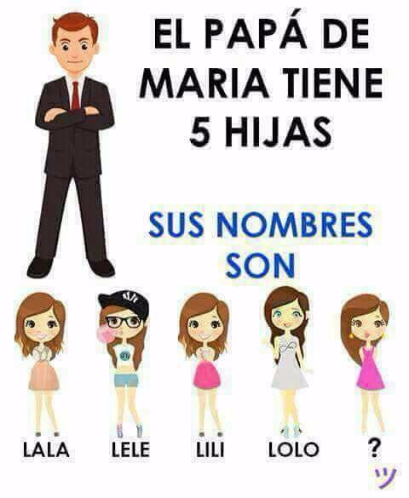 EL PAPÁ DE
MARIA TIENE
5 HIJAS
SUS NOMBRES
SON
LALA LELE LILI LOLO ?
ツ